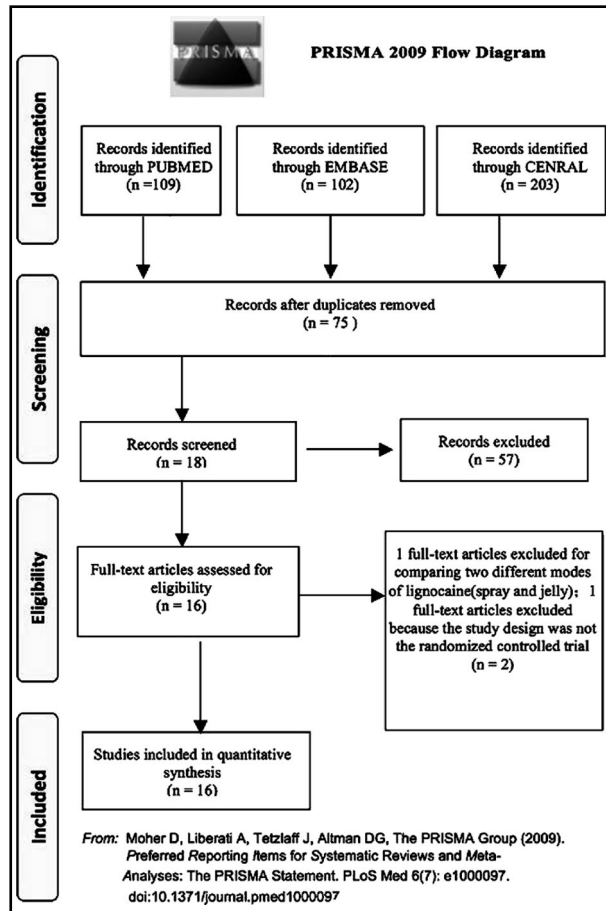 PRISMA
PRISMA 2009 Flow Diagram
Identification
Records identified
through PUBMED
(n =109)
Records identified
through EMBASE
(n = 102)
Records identified
through CENRAL
(n = 203)
Screening
Records after duplicates removed
(n = 75 )
Records screened
(n = 18)
Records excluded
(n = 57)
Eligibility
Full-text articles assessed for
eligibility
(n = 16)
1 full-text articles excluded for
comparing two different modes
of lignocaine(spray and jelly);  1
full-text articles excluded
because the study design was not
the randomized controlled trial
(n = 2)
Included
Studies included in quantitative
synthesis
(n = 16)
From: Moher D, Liberati A, Tetzlaff J, Altman DG, The PRISMA Group (2009).
Preferred Reporting Items for Systematic Reviews and Meta-
Analyses: The PRISMA Statement. PLoS Med 6(7): e1000097.
doi:10.1371/journal.pmed1000097